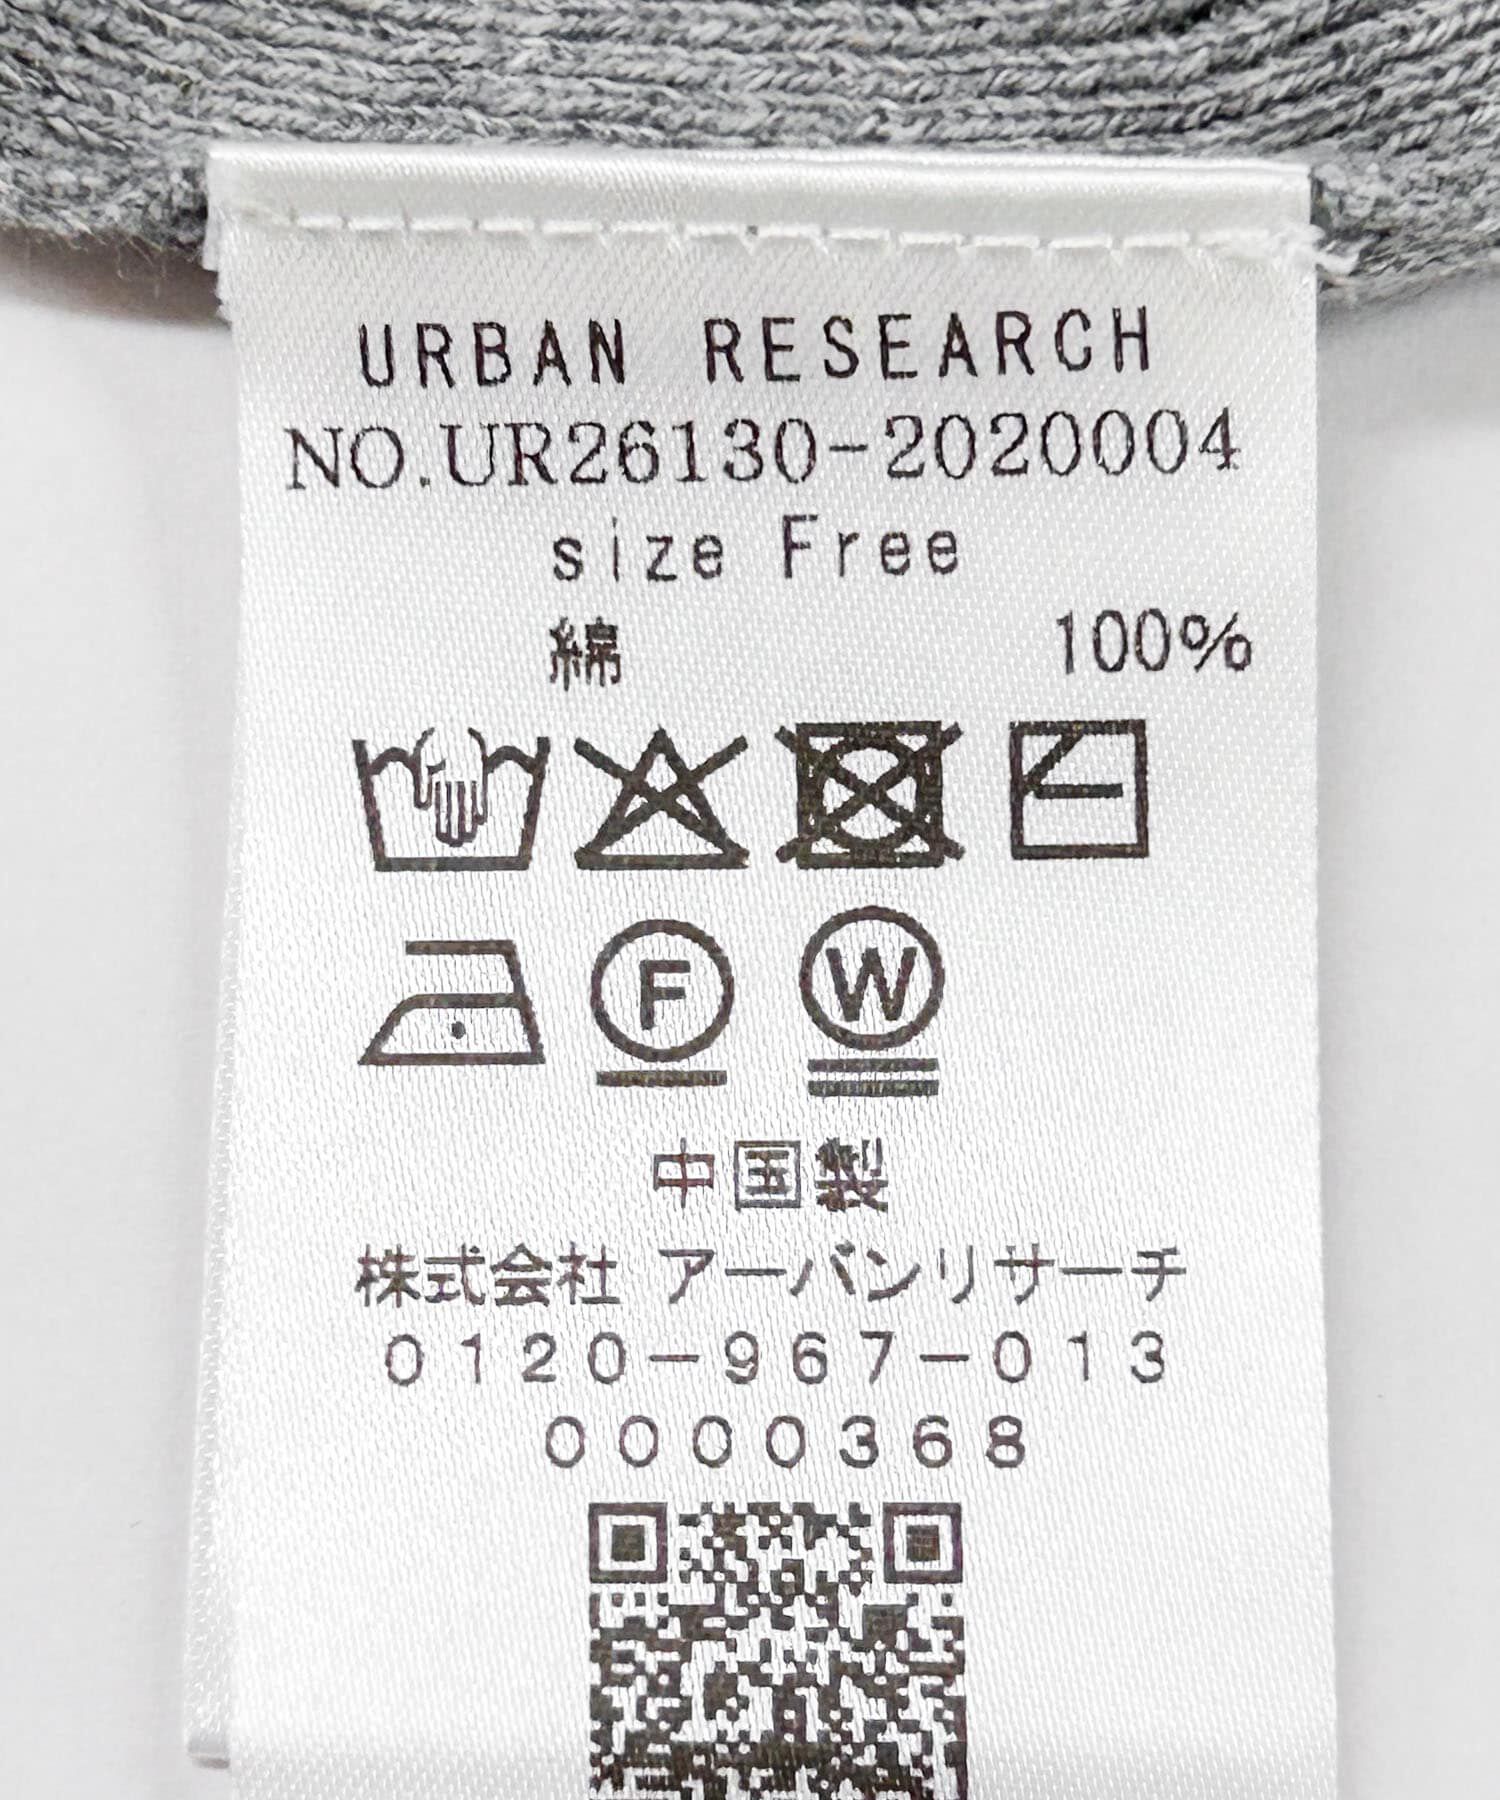 URBAN RESEARCH
NO.UR26130-2020004
size Free
綿 100%
F W
中国製
株式会社 アーバンリサーチ
0120-967-013
0000368